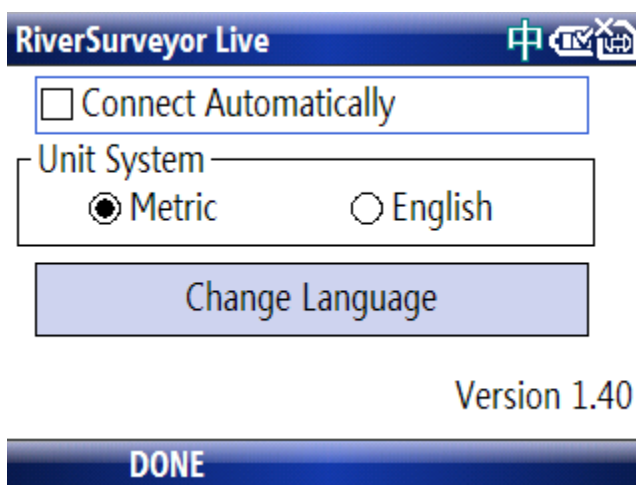 RiverSurveyor Live 中
Connect Automatically
Unit System
Metric English
Change Language
Version 1.40
DONE